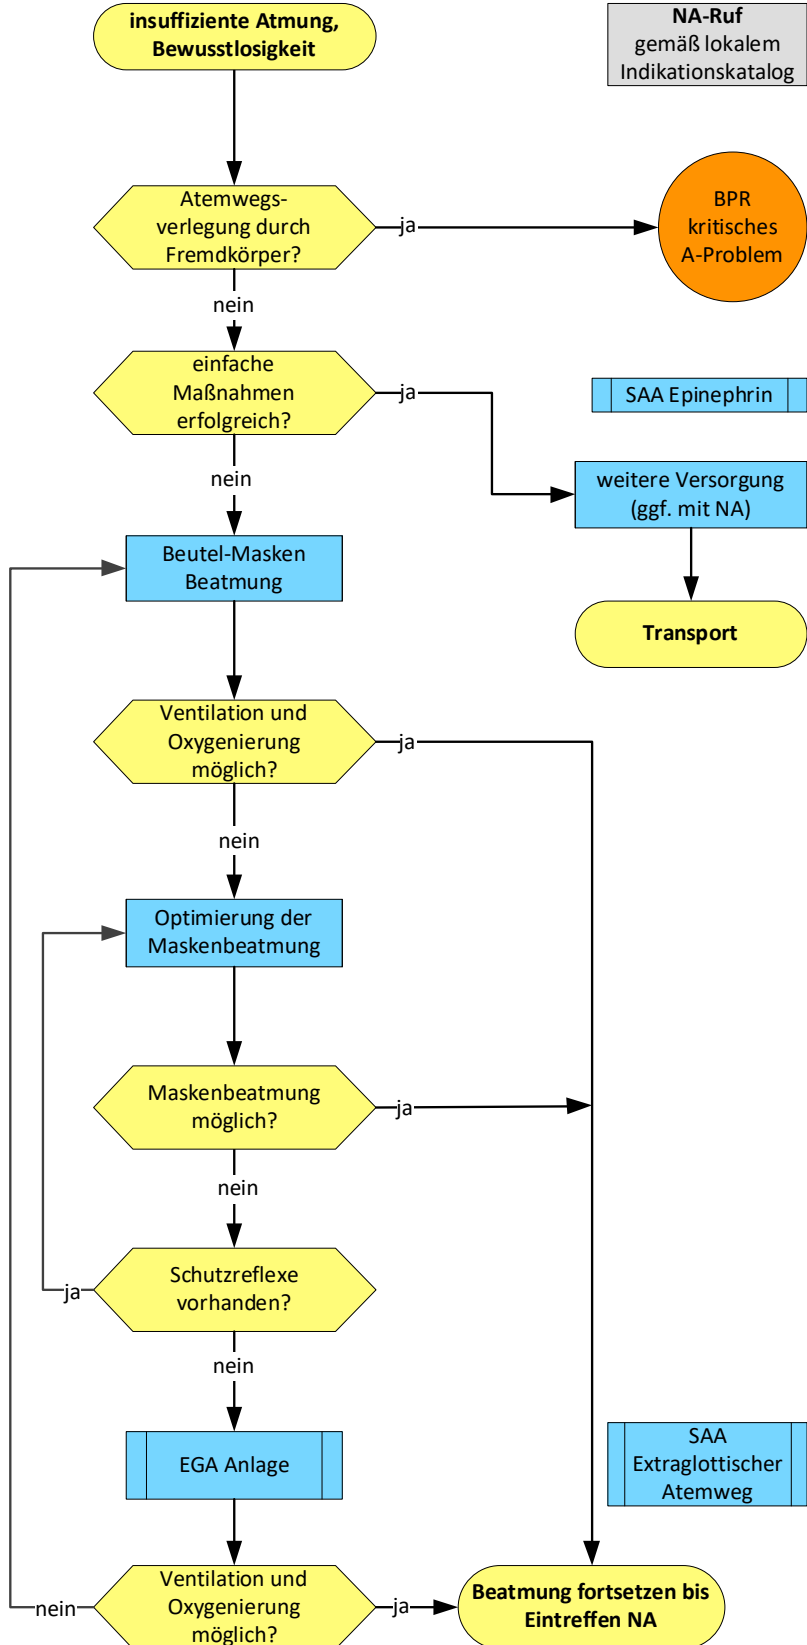 insuffiziente Atmung,
Bewusstlosigkeit
NA-Ruf
gemäß lokalem
Indikationskatalog
Atemwegs-
verlegung durch
Fremdkörper?
ja
BPR
kritisches
A-Problem
nein
einfache
Maßnahmen
erfolgreich?
ja
SAA Epinephrin
weitere Versorgung
(ggf. mit NA)
nein
Beutel-Masken
Beatmung
Transport
Ventilation und
Oxygenierung
möglich?
ja
nein
Optimierung der
Maskenbeatmung
Maskenbeatmung
möglich?
ja
nein
Schutzreflexe
vorhanden?
ja
nein
EGA Anlage
SAA
Extraglottischer
Atemweg
Ventilation und
Oxygenierung
möglich?
nein
ja
Beatmung fortsetzen bis
Eintreffen NA